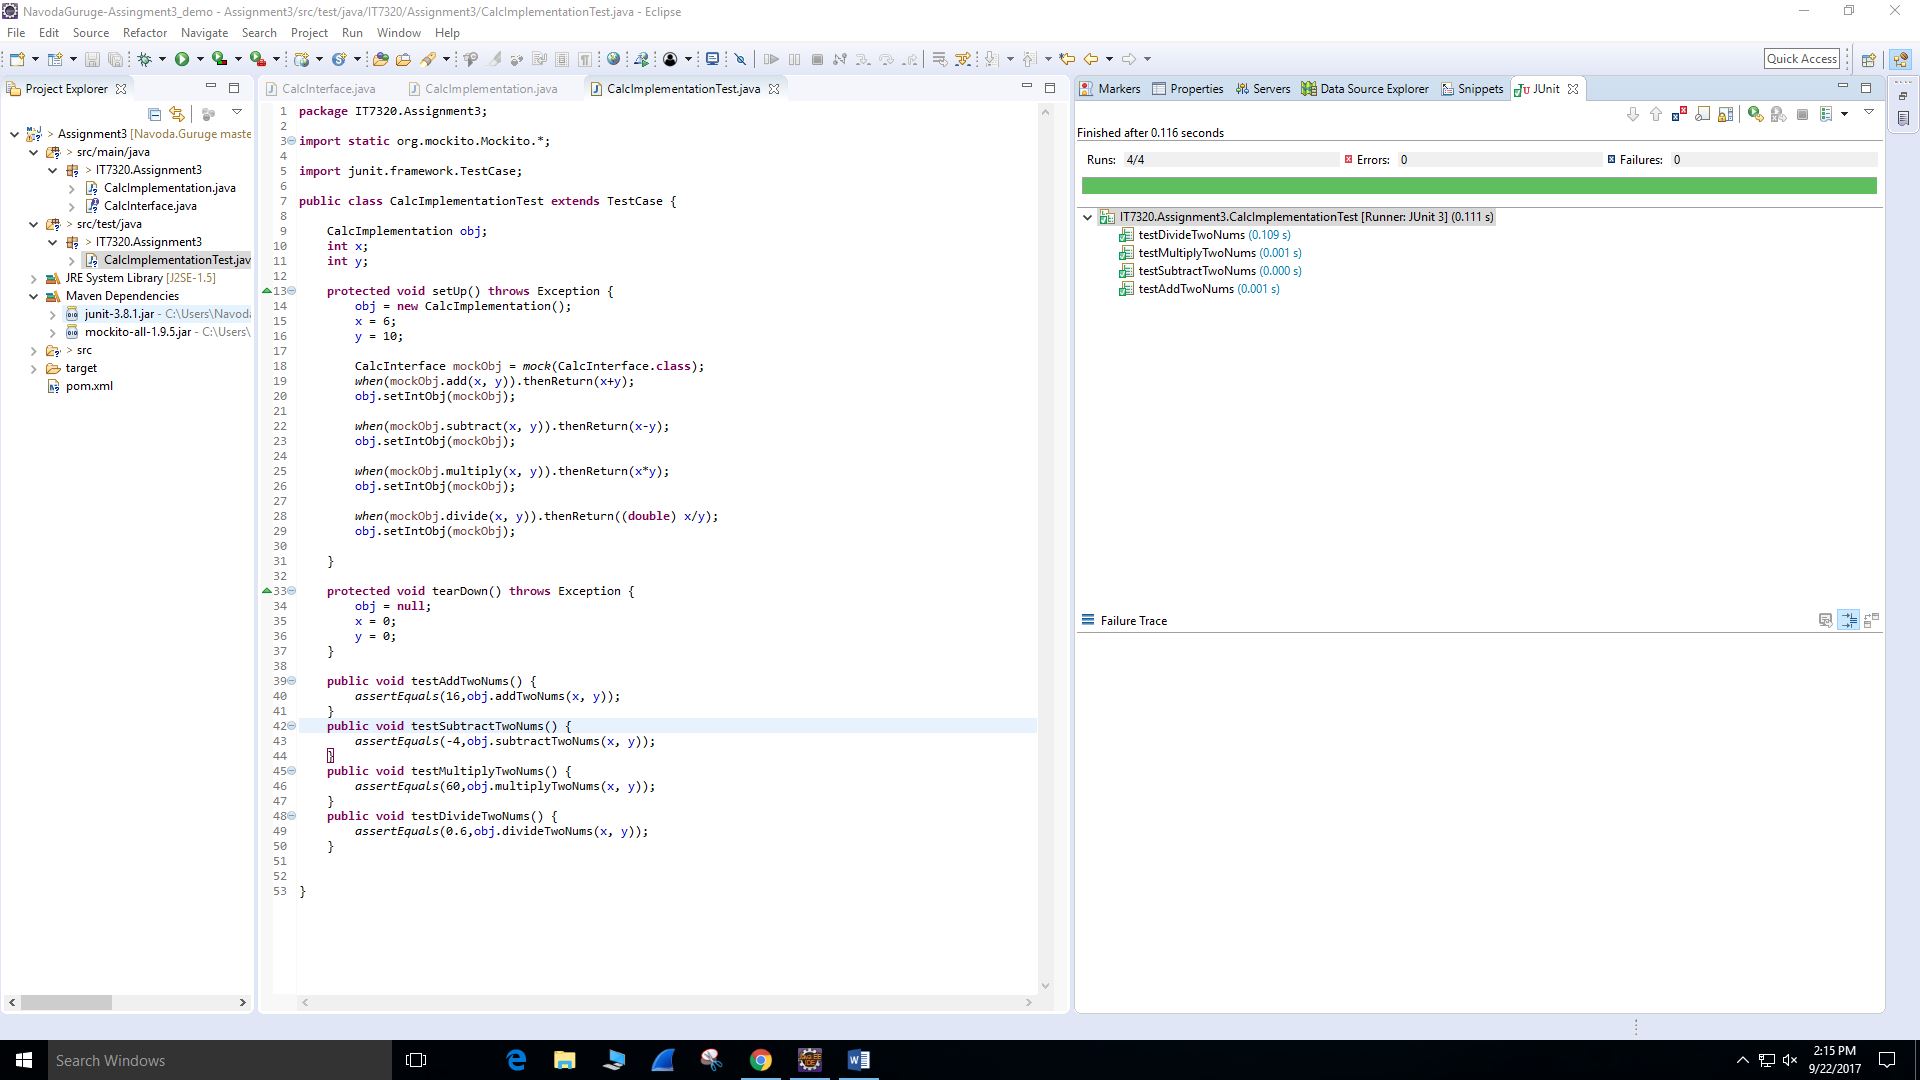 NavodaGuruge-Assingment3_demo - Assignment3/src/test/java/IT7320/Assignment3/CalcImplementationTest.java - Eclipse
File Edit Source Refactor Navigate Search Project Run Window Help
Quick Access
Project Explorer
Assignment3 [Navoda.Guruge maste
> src/main/java
> IT7320.Assignment3
CalcImplementation.java
CalcInterface.java
> src/test/java
> IT7320.Assignment3
CalcImplementationTest.jav
JRE System Library [J2SE-1.5]
Maven Dependencies
junit-3.8.1.jar - C:\Users\Navoda
mockito-all-1.9.5.jar - C:\Users\
> src
target
pom.xml
CalcInterface.java CalcImplementation.java CalcImplementationTest.java
1 package IT7320.Assignment3;
2
3 import static org.mockito.Mockito.*;
4
5 import junit.framework.TestCase;
6
7 public class CalcImplementationTest extends TestCase {
8
9 CalcImplementation obj;
10 int x;
11 int y;
12
13 protected void setUp() throws Exception {
14 obj = new CalcImplementation();
15 x = 6;
16 y = 10;
17
18 CalcInterface mockObj = mock(CalcInterface.class);
19 when(mockObj.add(x, y)).thenReturn(x+y);
20 obj.setIntObj(mockObj);
21
22 when(mockObj.subtract(x, y)).thenReturn(x-y);
23 obj.setIntObj(mockObj);
24
25 when(mockObj.multiply(x, y)).thenReturn(x*y);
26 obj.setIntObj(mockObj);
27
28 when(mockObj.divide(x, y)).thenReturn((double) x/y);
29 obj.setIntObj(mockObj);
30
31 }
32
33 protected void tearDown() throws Exception {
34 obj = null;
35 x = 0;
36 y = 0;
37 }
38
39 public void testAddTwoNums() {
40 assertEquals(16,obj.addTwoNums(x, y));
41 }
42 public void testSubtractTwoNums() {
43 assertEquals(-4,obj.subtractTwoNums(x, y));
44 }
45 public void testMultiplyTwoNums() {
46 assertEquals(60,obj.multiplyTwoNums(x, y));
47 }
48 public void testDivideTwoNums() {
49 assertEquals(0.6,obj.divideTwoNums(x, y));
50 }
51
52
53 }
Markers Properties Servers Data Source Explorer Snippets JUnit
Finished after 0.116 seconds
Runs: 4/4 Errors: 0 Failures: 0
IT7320.Assignment3.CalcImplementationTest [Runner: JUnit 3] (0.111 s)
testDivideTwoNums (0.109 s)
testMultiplyTwoNums (0.001 s)
testSubtractTwoNums (0.000 s)
testAddTwoNums (0.001 s)
Failure Trace
Search Windows
2:15 PM
9/22/2017